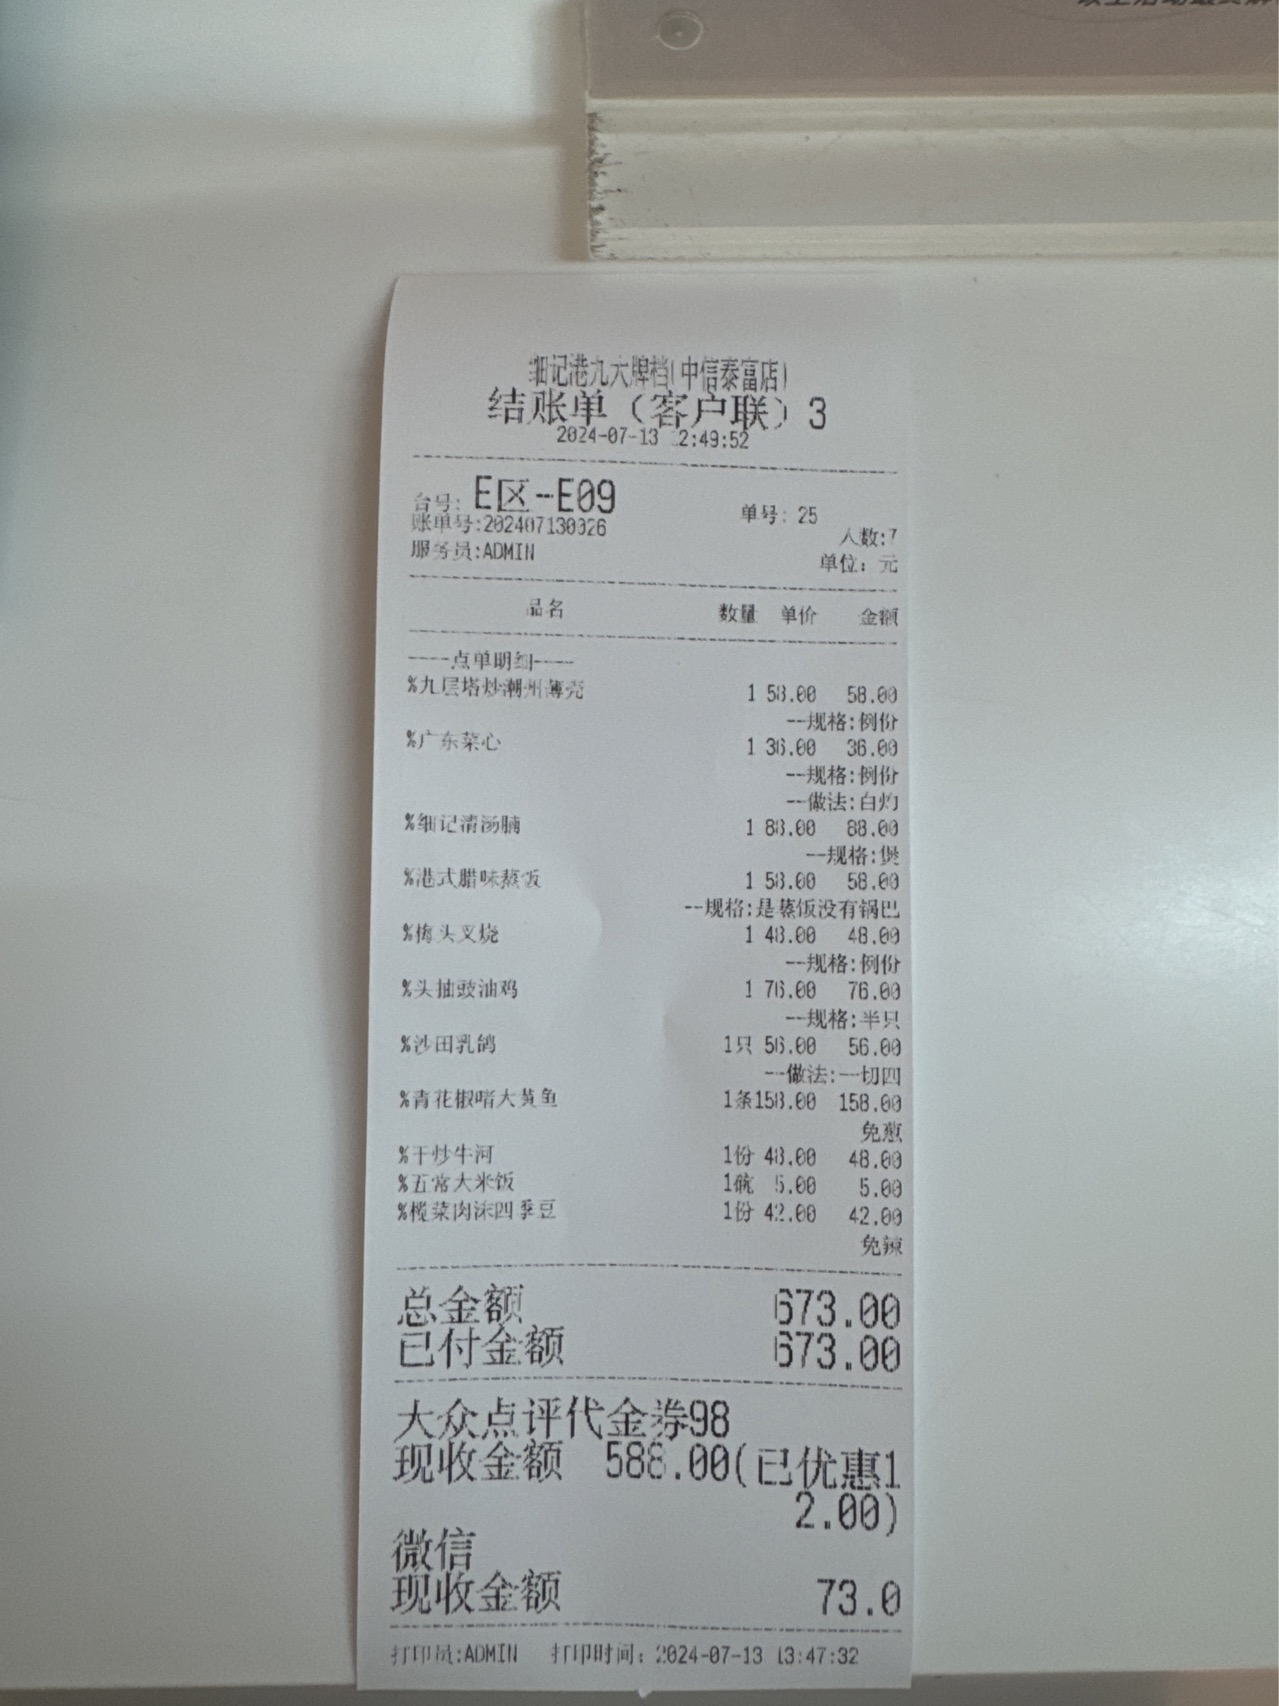 细记港九大牌档(中信泰富店)
结账单（客户联）3
2024-07-13 12:49:52
台号: E区-E09 单号: 25
账单号:202407130026 人数:7
服务员:ADMIN 单位: 元
品名 数量 单价 金额
----点单明细----
%九层塔炒潮州薄壳 1 58.00 58.00
--规格:例份
%广东菜心 1 36.00 36.00
--规格:例份
--做法:白灼
%细记清汤腩 1 88.00 88.00
--规格:煲
%港式腊味蒸饭 1 58.00 58.00
--规格:是蒸饭没有锅巴
%梅头叉烧 1 48.00 48.00
--规格:例份
%头抽豉油鸡 1 76.00 76.00
--规格:半只
%沙田乳鸽 1只 56.00 56.00
--做法:一切四
%青花椒啫大黄鱼 1条158.00 158.00
免葱
%干炒牛河 1份 48.00 48.00
%五常大米饭 1碗 5.00 5.00
%榄菜肉沫四季豆 1份 42.00 42.00
免辣
总金额 673.00
已付金额 673.00
大众点评代金券98
现收金额 588.00(已优惠1
2.00)
微信
现收金额 73.0
打印员:ADMIN 打印时间: 2024-07-13 13:47:32